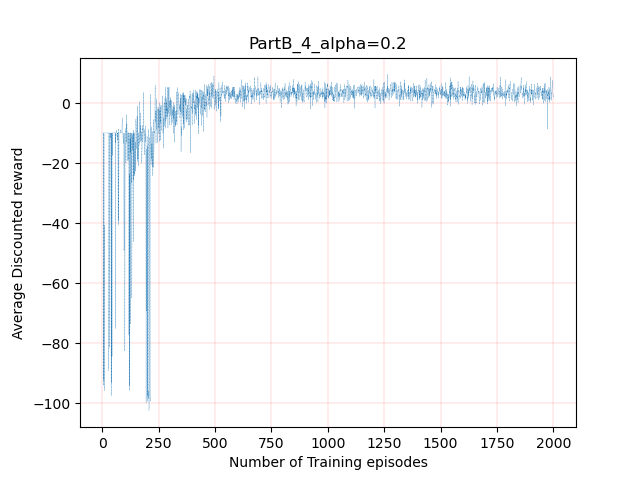 PartB_4_alpha=0.2
Average Discounted reward
0
−20
−40
−60
−80
−100
0 250 500 750 1000 1250 1500 1750 2000
Number of Training episodes